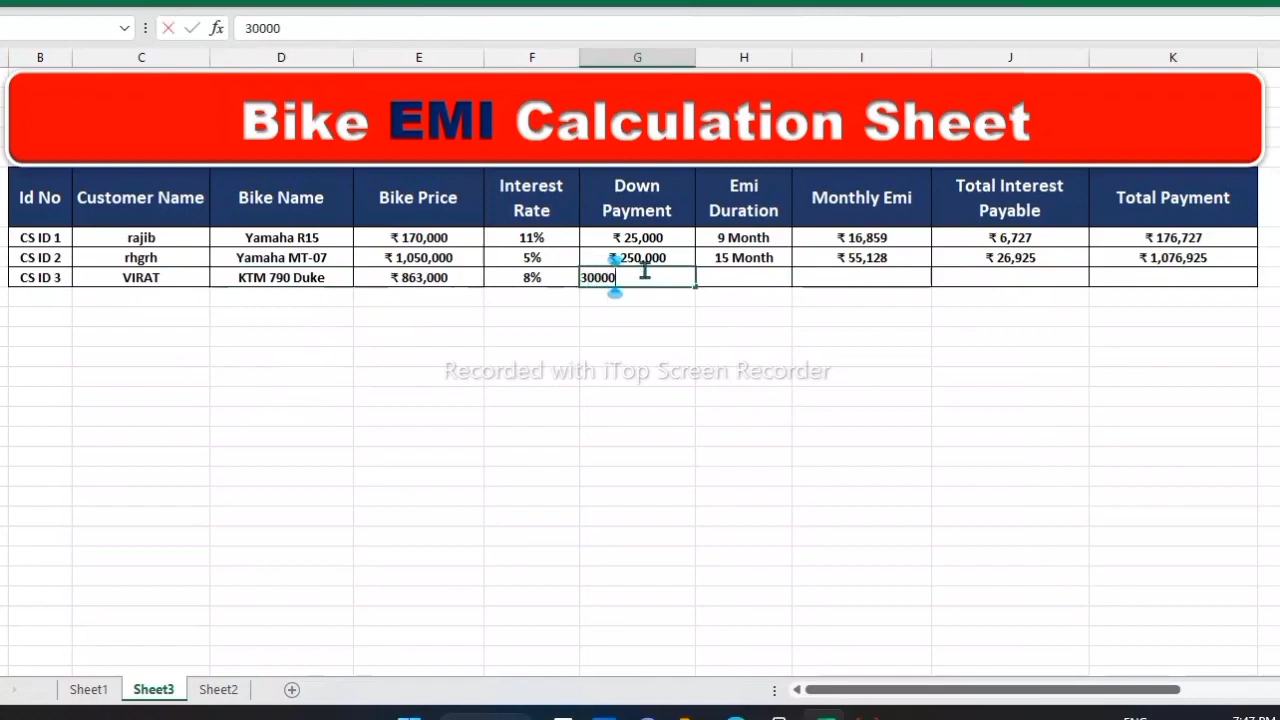 fx 30000
B C D E F G H I J K
Bike EMI Calculation Sheet
Id No Customer Name Bike Name Bike Price Interest Rate Down Payment Emi Duration Monthly Emi Total Interest Payable Total Payment
CS ID 1 rajib Yamaha R15 ₹ 170,000 11% ₹ 25,000 9 Month ₹ 16,859 ₹ 6,727 ₹ 176,727
CS ID 2 rhgrh Yamaha MT-07 ₹ 1,050,000 5% ₹ 250,000 15 Month ₹ 55,128 ₹ 26,925 ₹ 1,076,925
CS ID 3 VIRAT KTM 790 Duke ₹ 863,000 8% 30000
Recorded with iTop Screen Recorder
Sheet1 Sheet3 Sheet2